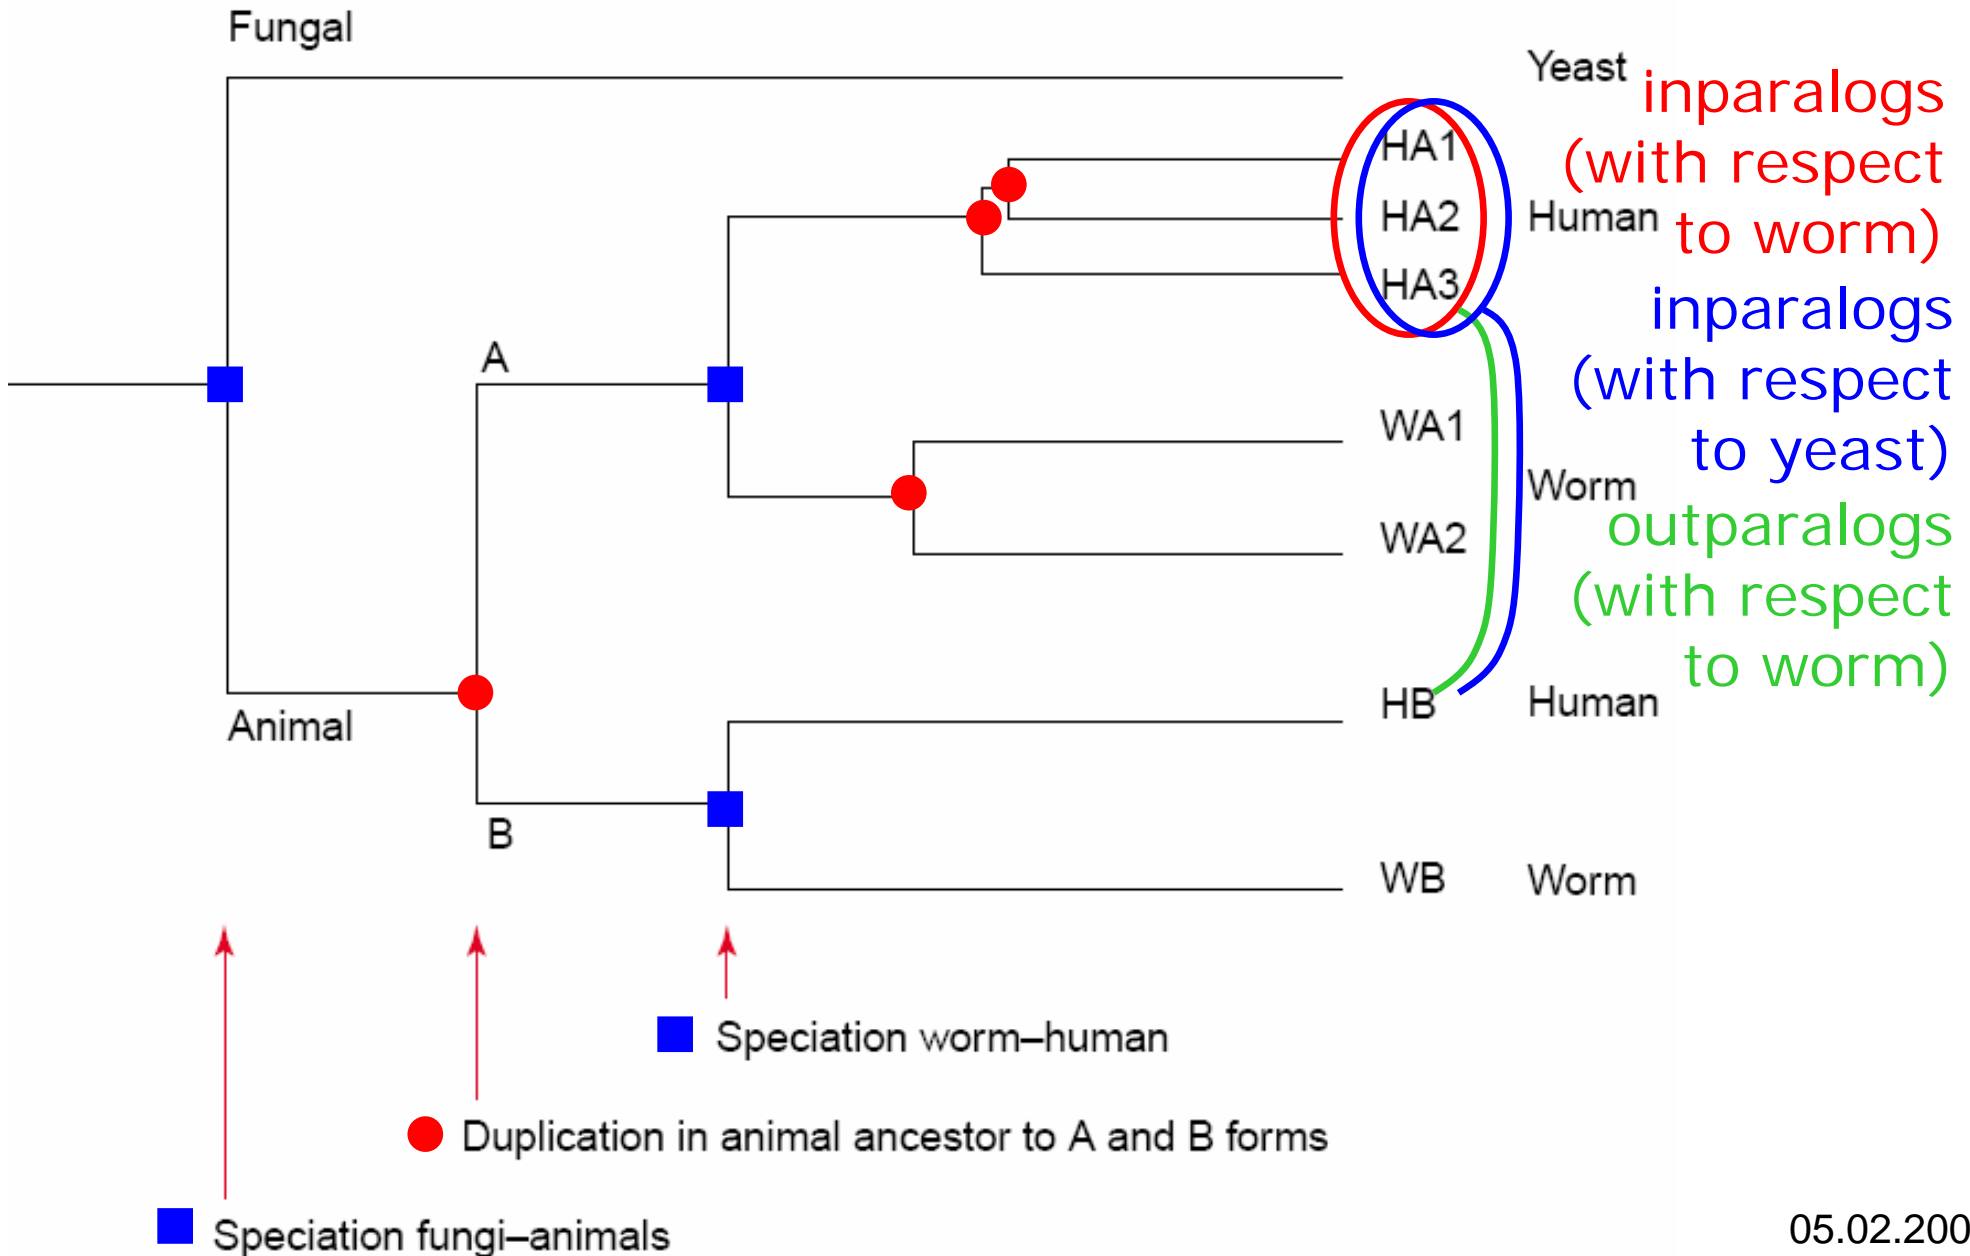 Fungal
Yeast
inparalogs
(with respect
to worm)
HA1
HA2
Human
HA3
inparalogs
(with respect
to yeast)
A
WA1
Worm
WA2
outparalogs
(with respect
to worm)
HB
Human
Animal
B
WB
Worm
Speciation worm–human
Duplication in animal ancestor to A and B forms
Speciation fungi–animals
05.02.200